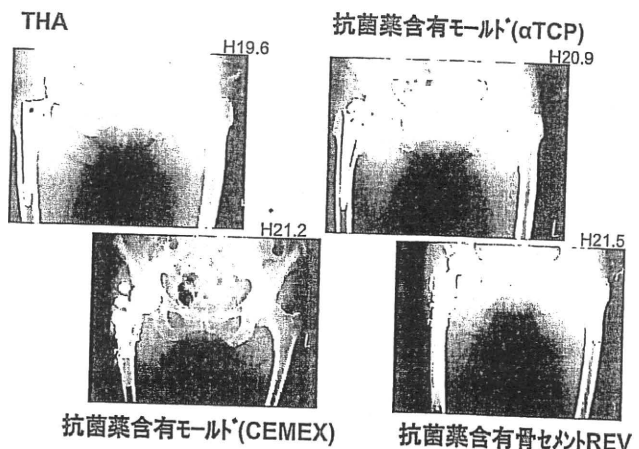 THA
H19.6
抗菌薬含有モールド(αTCP)
H20.9
L
H21.2
L
抗菌薬含有モールド(CEMEX)
H21.5
抗菌薬含有骨セメントREV